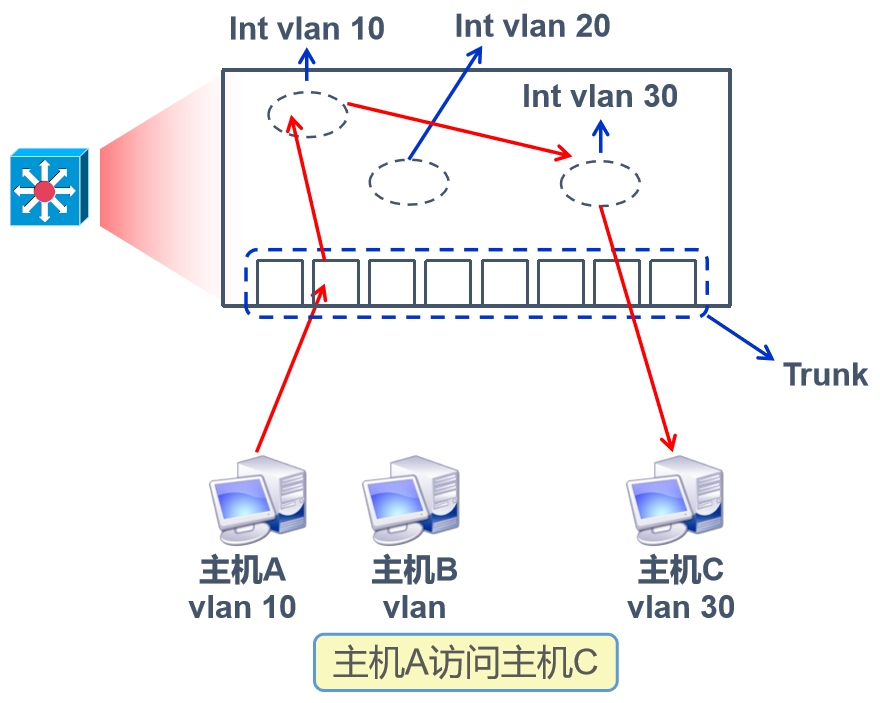 Int vlan 10
Int vlan 20
Int vlan 30
Trunk
主机A
vlan 10
主机B
vlan
主机C
vlan 30
主机A访问主机C